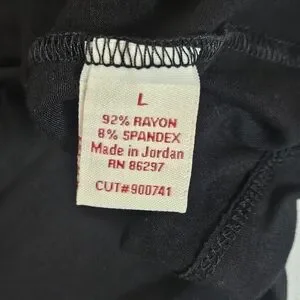 L
92% RAYON
8% SPANDEX
Made in Jordan
RN 86297
CUT#900741